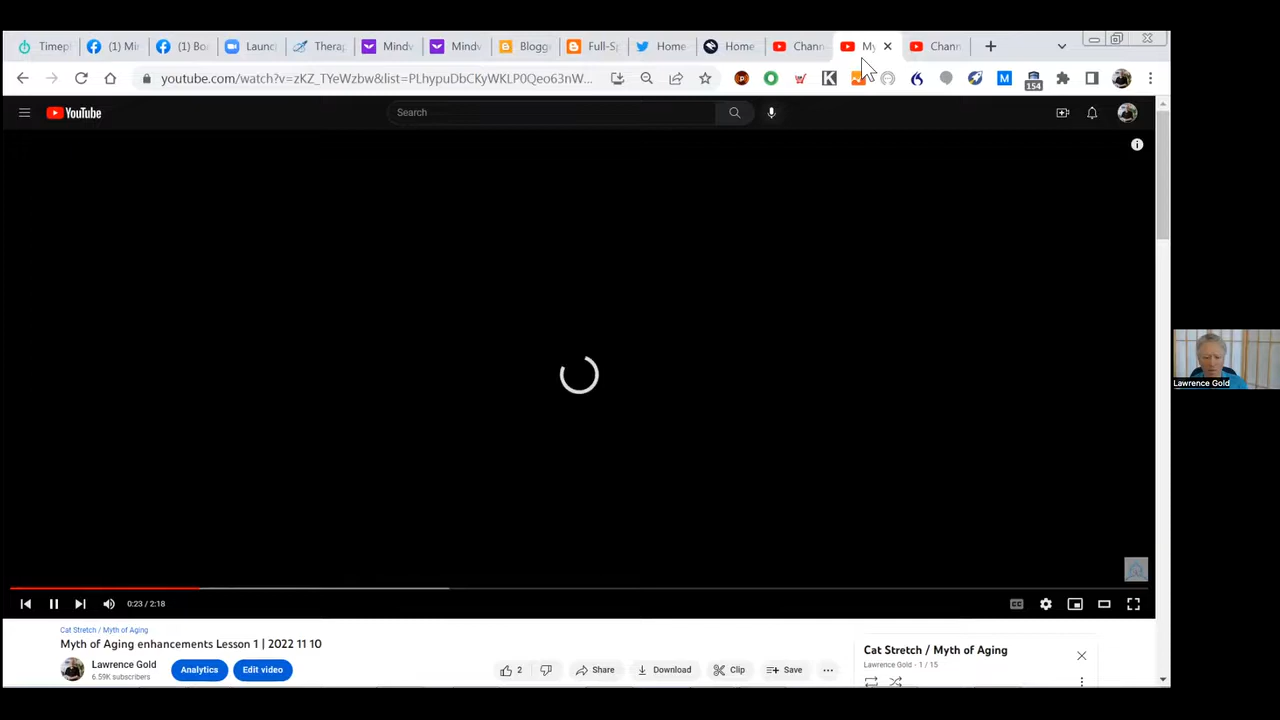 Timep (1) Mir (1) Bo Launc Therap Mindv Mindv Blogg Full-Sp Home Home Chann My Chann
youtube.com/watch?v=zKZ_TYeWzbw&list=PLhypuDbCKyWKLP0Qeo63nW...
154
YouTube
Search
Lawrence Gold
0:23 / 2:18
Cat Stretch / Myth of Aging
Myth of Aging enhancements Lesson 1 | 2022 11 10
Lawrence Gold
6.59K subscribers
Analytics
Edit video
2
Share
Download
Clip
Save
Cat Stretch / Myth of Aging
Lawrence Gold - 1 / 15